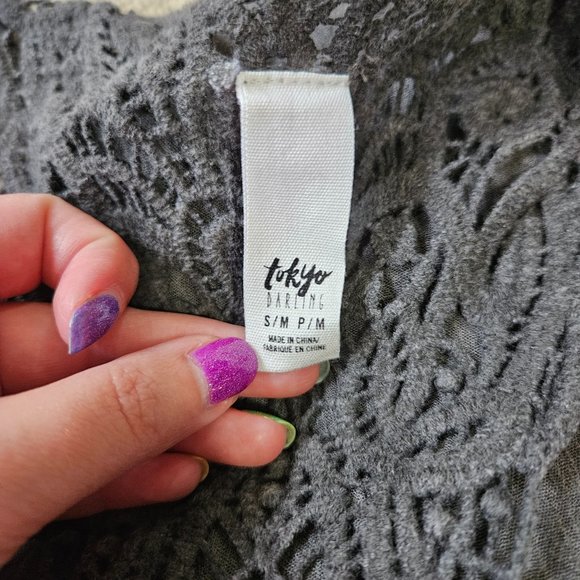 tokyo
DARLING
S/M P/M
MADE IN CHINA/
FABRIQUE EN CHINE